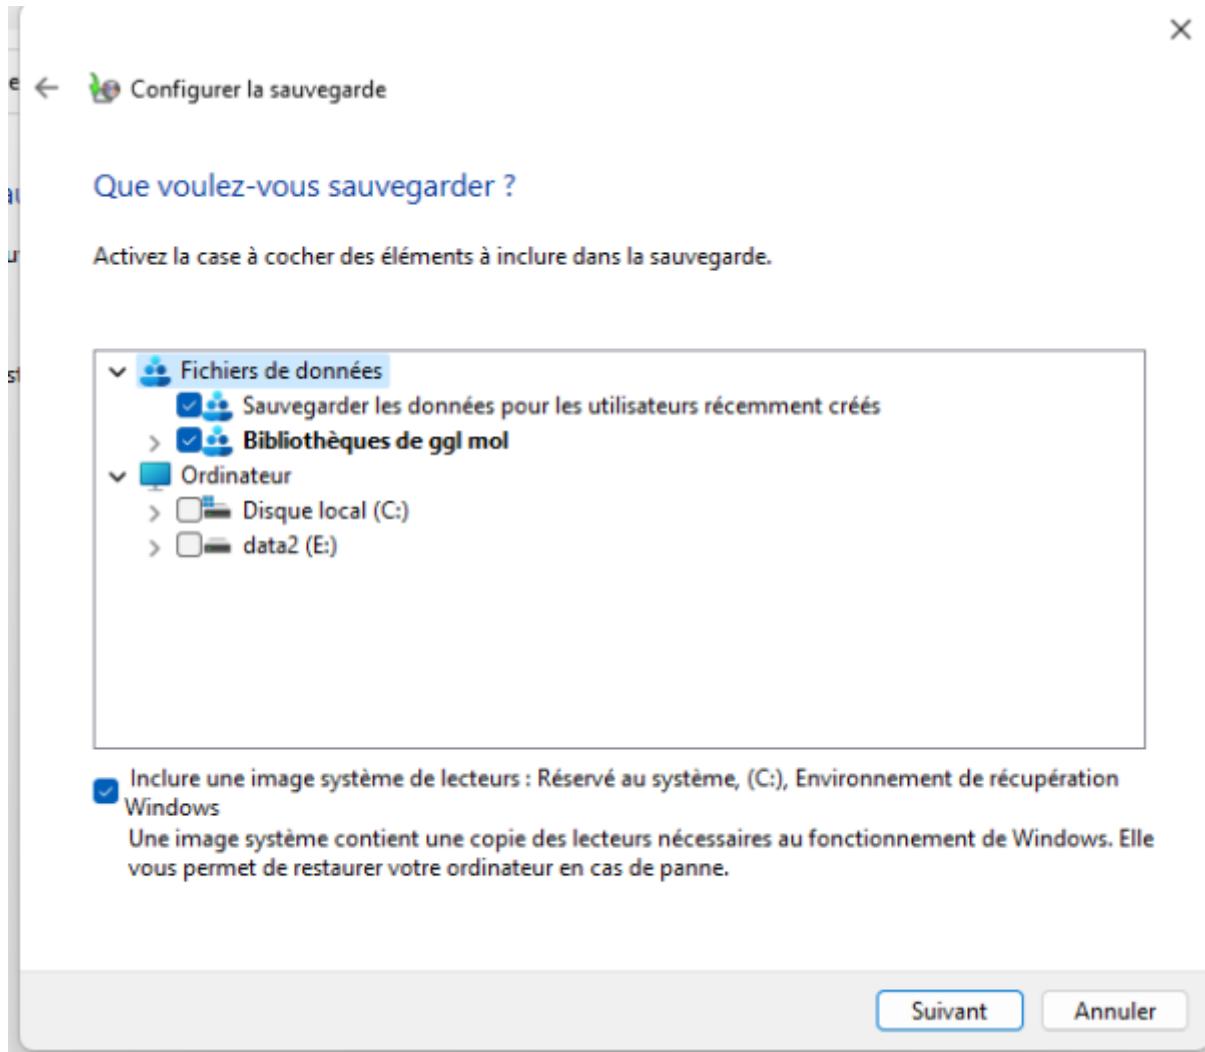 Configurer la sauvegarde
Que voulez-vous sauvegarder ?
Activez la case à cocher des éléments à inclure dans la sauvegarde.
Fichiers de données
Sauvegarder les données pour les utilisateurs récemment créés
Bibliothèques de ggl mol
Ordinateur
Disque local (C:)
data2 (E:)
Inclure une image système de lecteurs : Réservé au système, (C:), Environnement de récupération
Windows
Une image système contient une copie des lecteurs nécessaires au fonctionnement de Windows. Elle
vous permet de restaurer votre ordinateur en cas de panne.
Suivant
Annuler